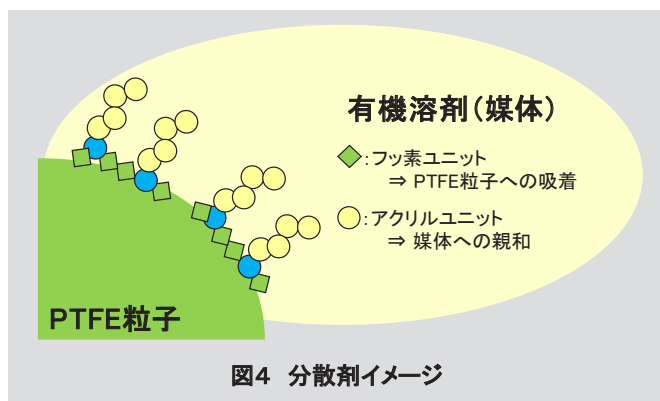 有機溶剤(媒体)
:フッ素ユニット
⇒ PTFE粒子への吸着
:アクリルユニット
⇒ 媒体への親和
PTFE粒子
図4 分散剤イメージ